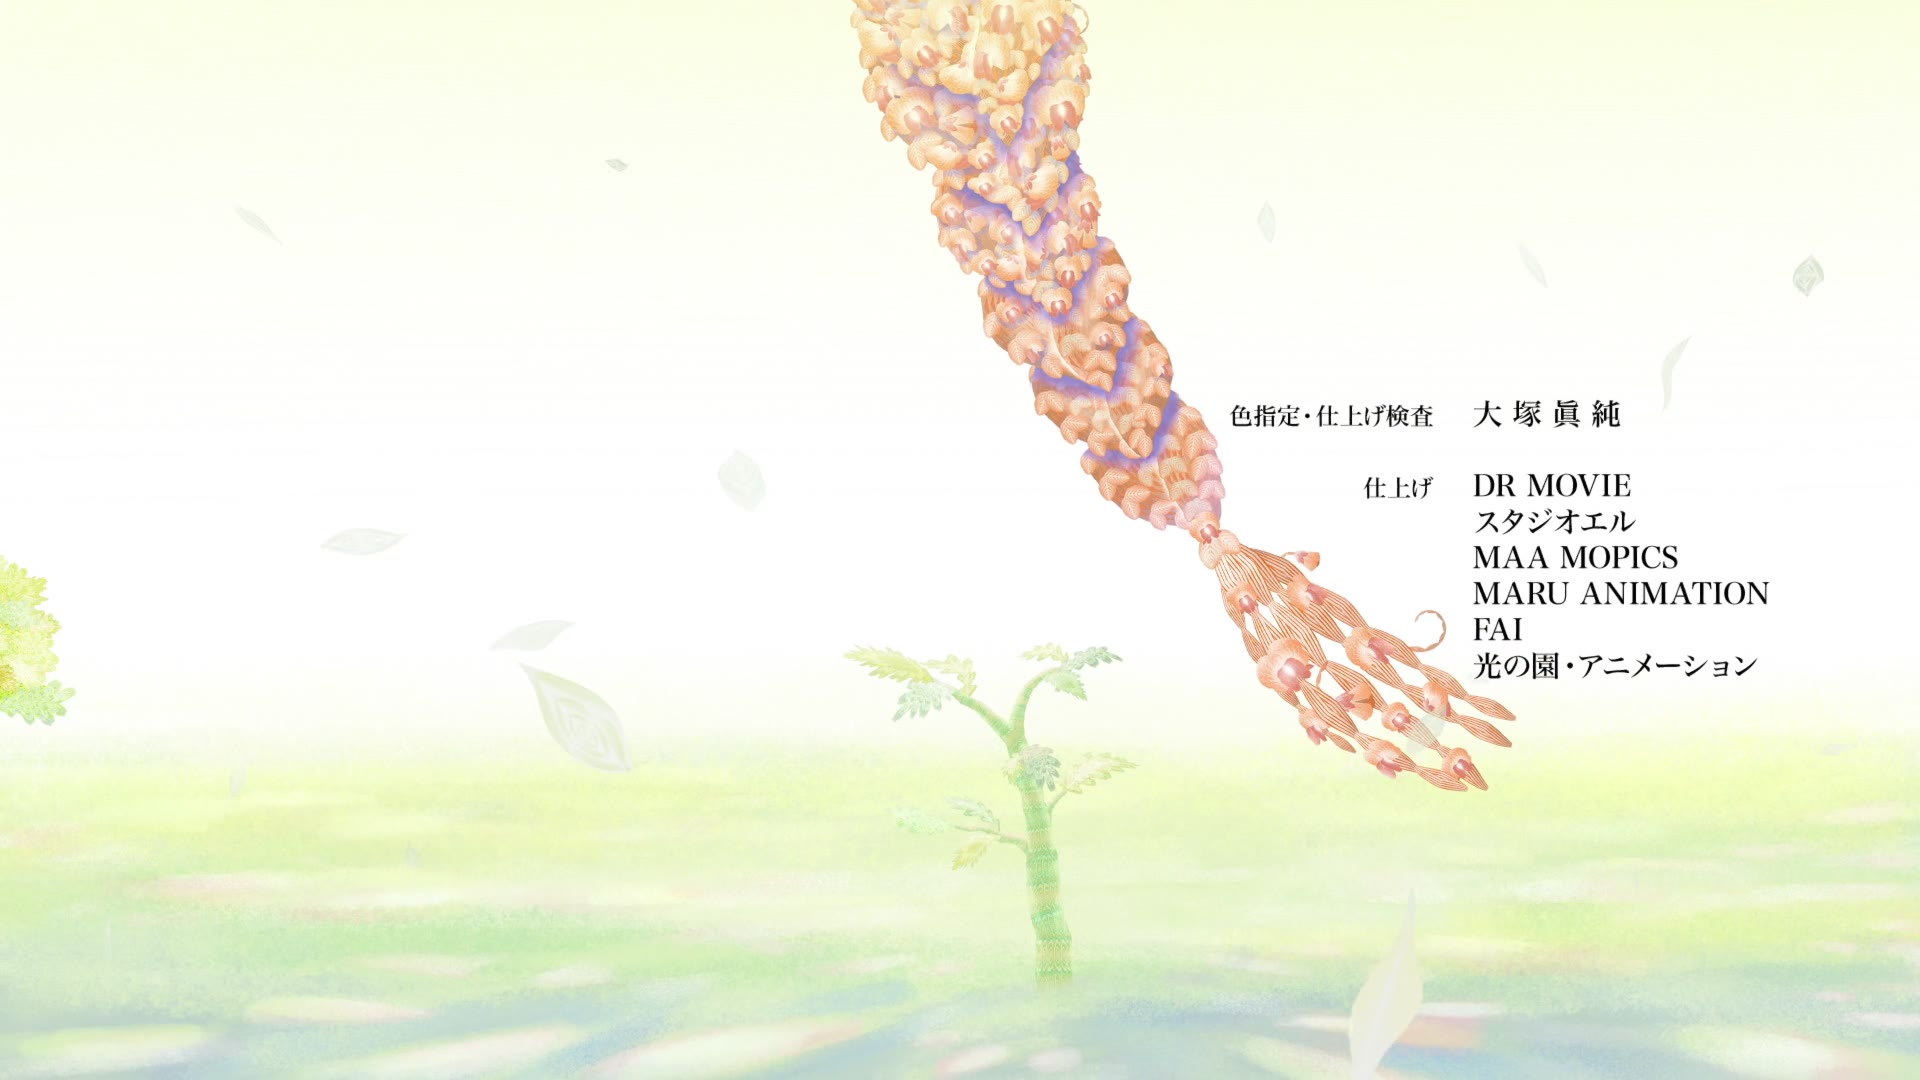 色指定・仕上げ検査 大塚眞純
仕上げ DR MOVIE
スタジオエル
MAA MOPICS
MARU ANIMATION
FAI
光の園・アニメーション